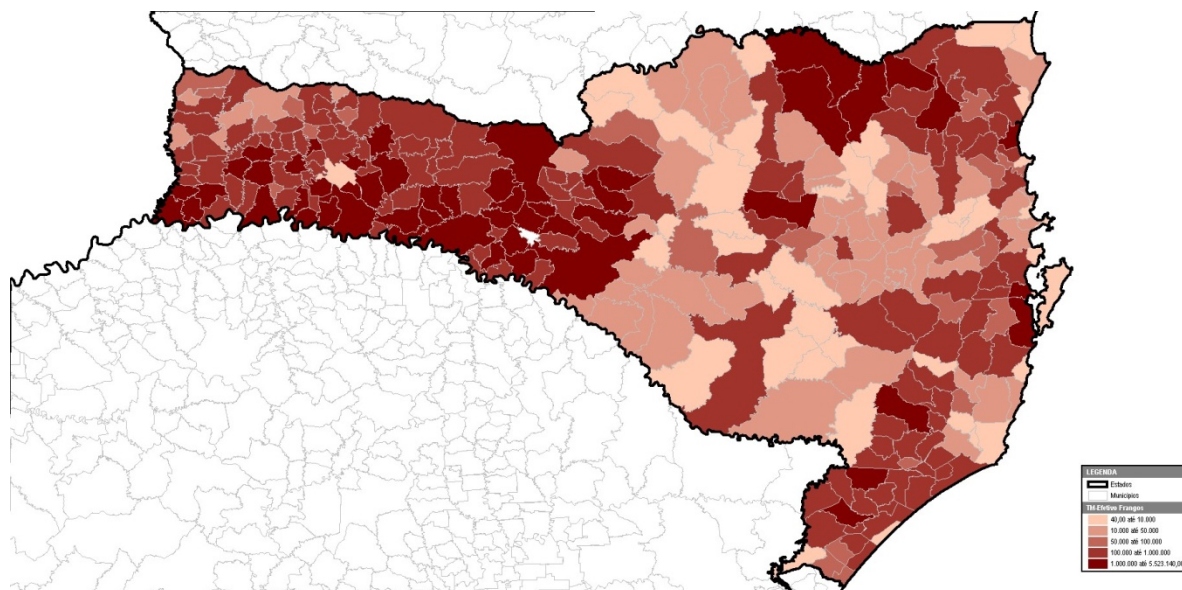 LEGENDA
Estados
Municípios
TM-Efetivo Frangos
40,00 até 10.000
10.000 até 50.000
50.000 até 100.000
100.000 até 1.000.000
1.000.000 até 5.523.140,00